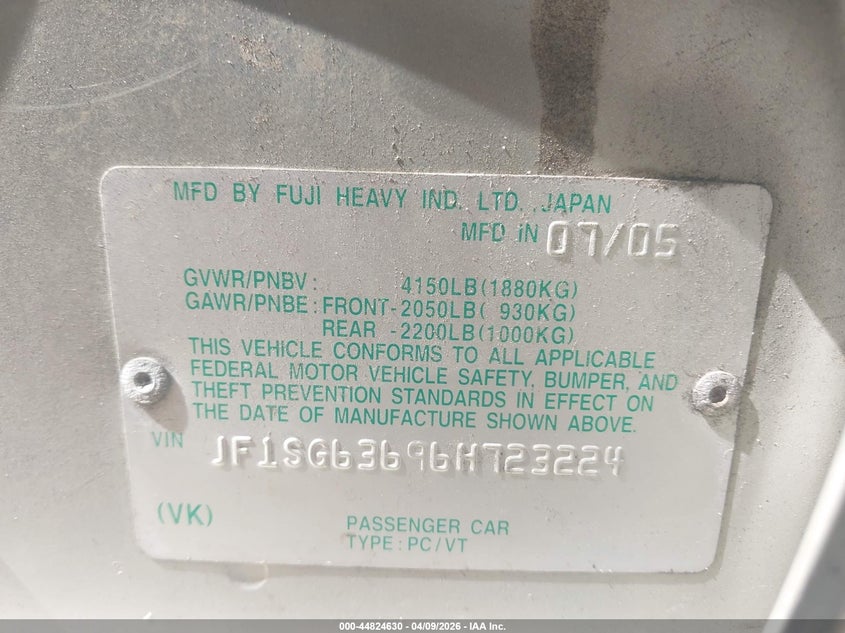 MFD BY FUJI HEAVY IND. LTD. JAPAN
MFD IN 07/05
GVWR/PNBV: 4150LB(1880KG)
GAWR/PNBE: FRONT-2050LB( 930KG)
REAR -2200LB(1000KG)
THIS VEHICLE CONFORMS TO ALL APPLICABLE
FEDERAL MOTOR VEHICLE SAFETY, BUMPER, AND
THEFT PREVENTION STANDARDS IN EFFECT ON
THE DATE OF MANUFACTURE SHOWN ABOVE.
VIN JF1SG63696H723224
(VK)
PASSENGER CAR
TYPE: PC/VT
000-44824630 - 04/09/2026 - IAA Inc.